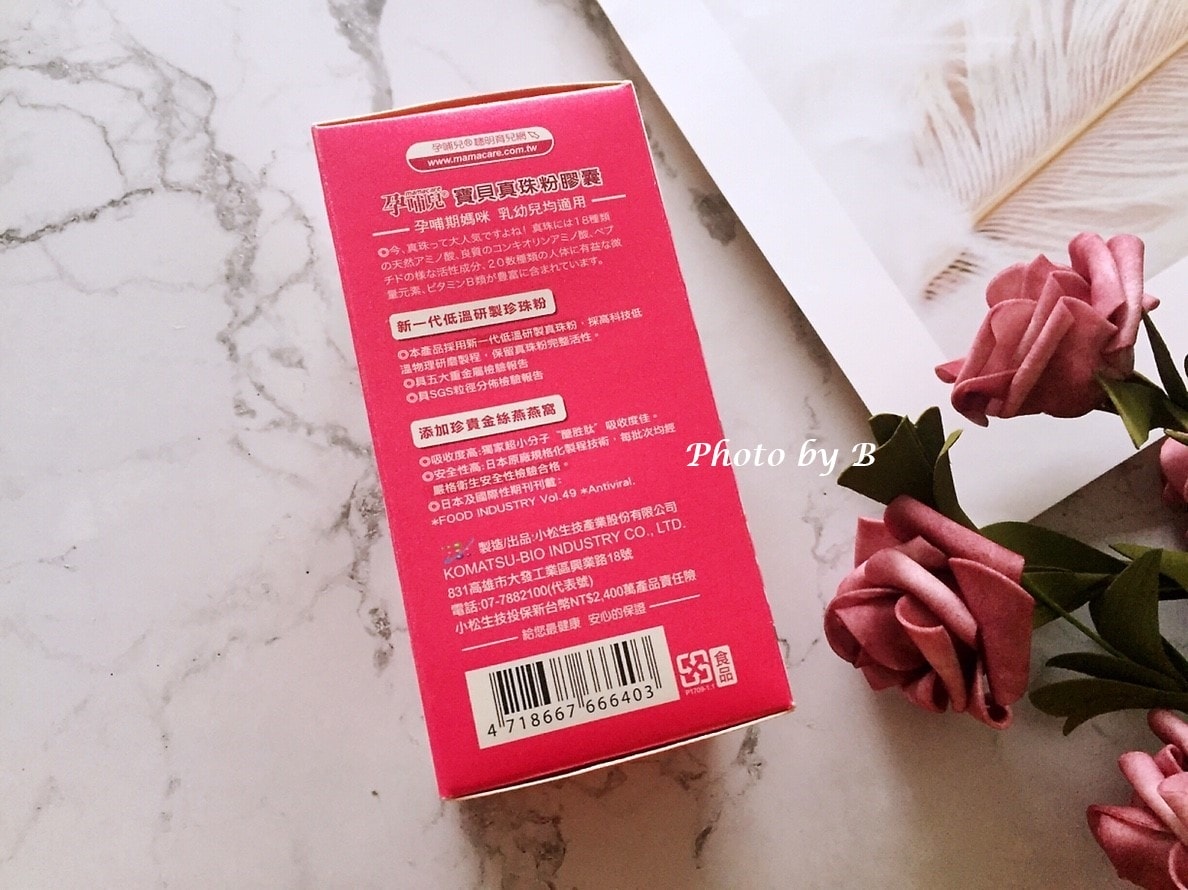 孕哺兒@聰明育兒網
www.mamacare.com.tw
mamacare
孕哺兒® 寶貝真珠粉膠囊
孕哺期媽咪 乳幼兒均適用
◎今、真珠って大人気ですよね! 真珠には18種類
の天然アミノ酸、良質のコンキオリンアミノ酸、ペプ
チドの様な活性成分、20数種類の人体に有益な微
量元素、ビタミンB類が豊富に含まれています。
新一代低溫研製珍珠粉
◎本產品採用新一代低溫研製真珠粉，採高科技低
溫物理研磨製程，保留真珠粉完整活性。
◎具五大重金屬檢驗報告
◎具SGS粒徑分佈檢驗報告
添加珍貴金絲燕燕窩
◎吸收度高:獨家超小分子“醣胜肽”吸收度佳。
◎安全性高:日本原廠規格化製程技術，每批次均經
嚴格衛生安全性檢驗合格。
◎日本及國際性期刊刊載:
*FOOD INDUSTRY Vol.49 *Antiviral.
製造/出品:小松生技產業股份有限公司
KOMATSU-BIO INDUSTRY CO., LTD.
831高雄市大發工業區興業路18號
電話:07-7882100(代表號)
小松生技投保新台幣NT$2,400萬產品責任險
給您最健康 安心的保證
4 718667 666403
食品
P1709-1.1
Photo by B